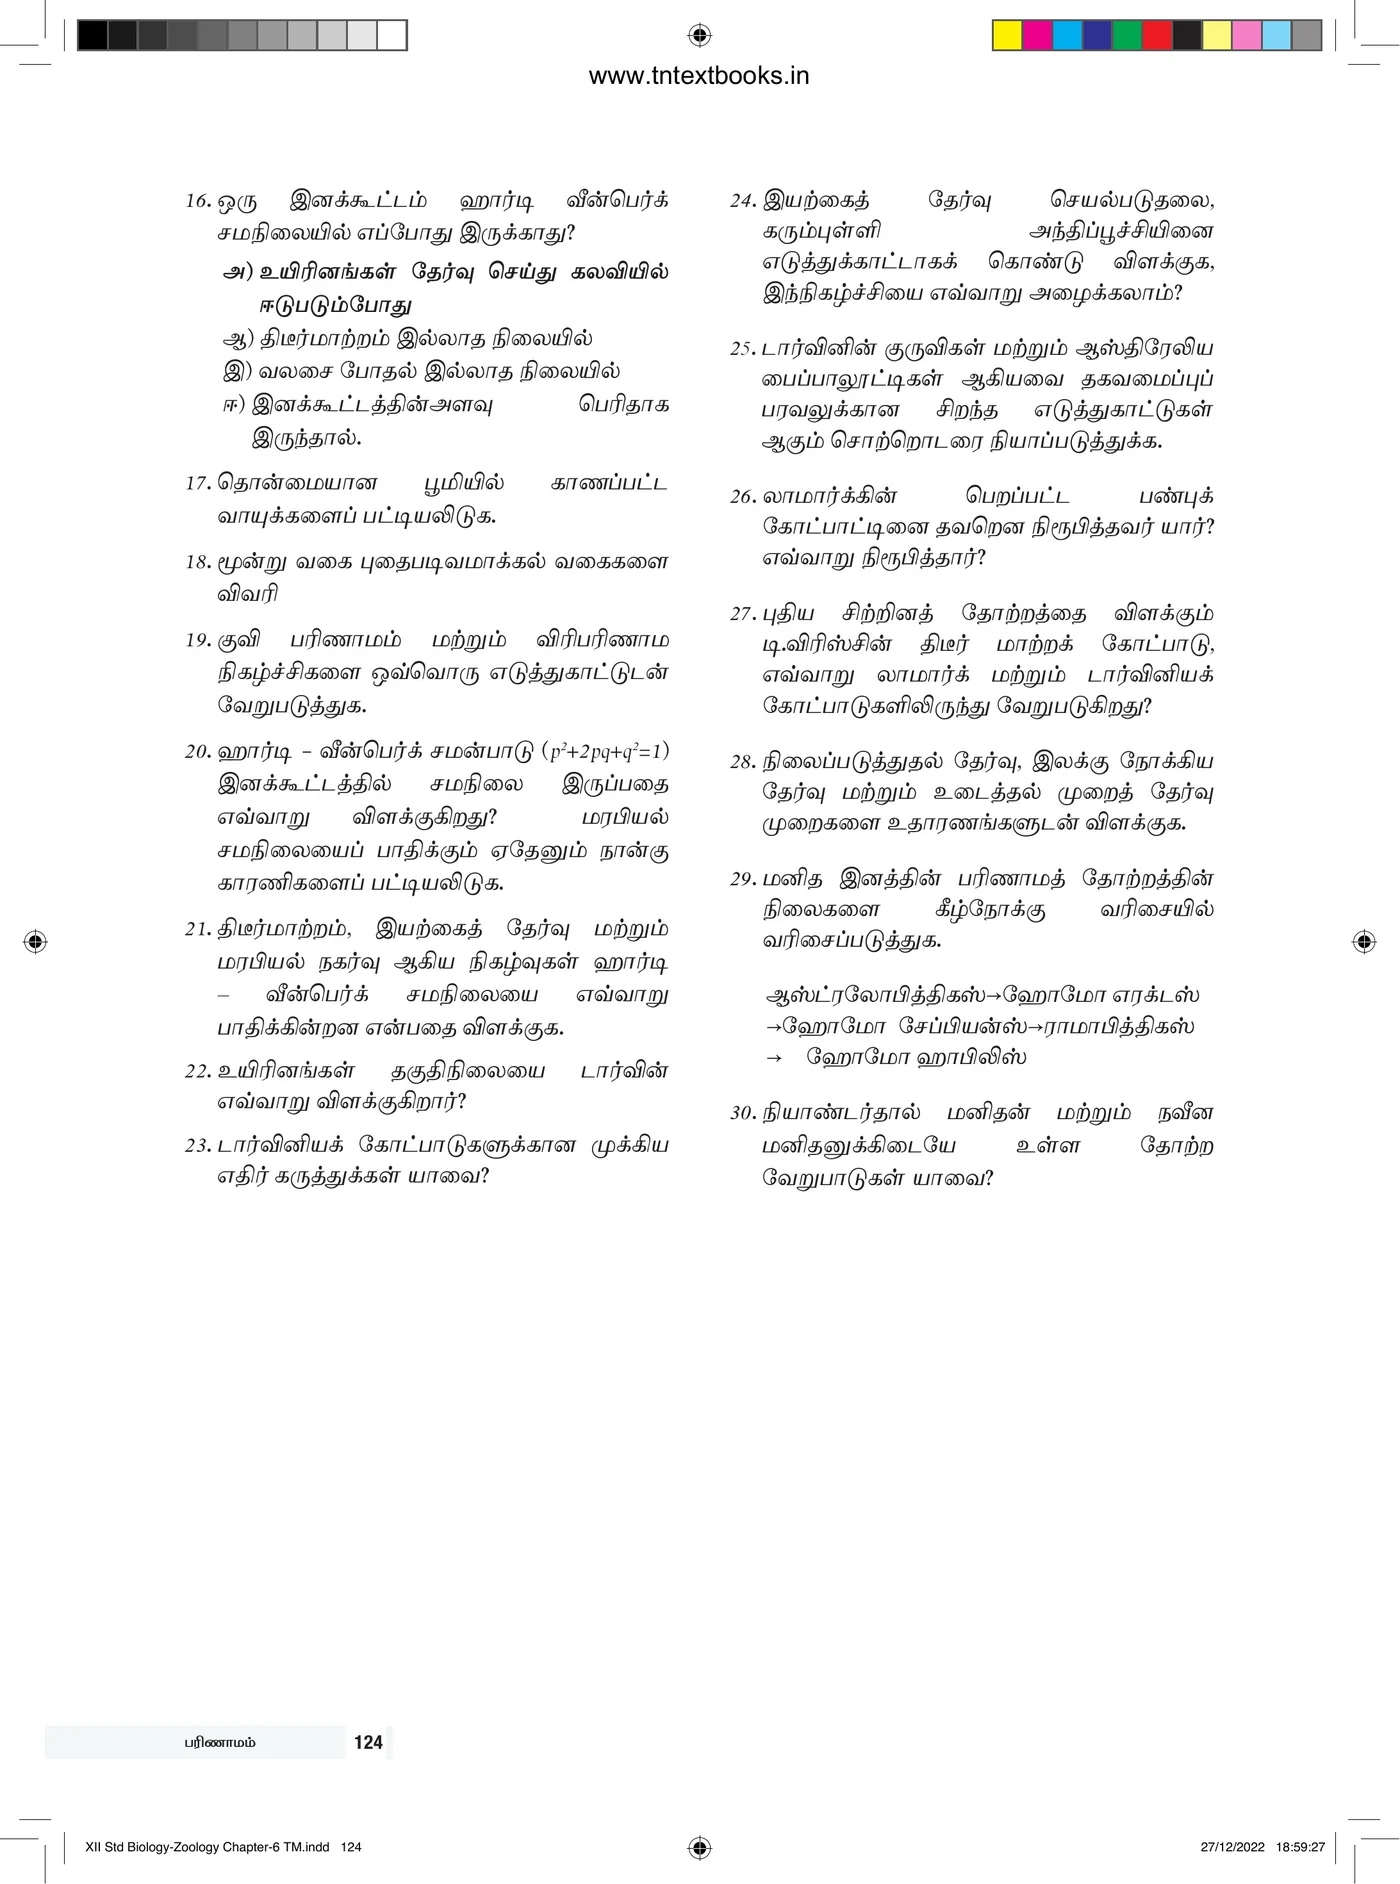 www.tntextbooks.in
16. ஒரு இனக்கூட்டம் ஹார்டி வீன்பெர்க்
சமநிலையில் எப்போது இருக்காது?
அ) உயிரினங்கள் தேர்வு செய்து கலவியில்
ஈடுபடும்போது
ஆ) திடீர்மாற்றம் இல்லாத நிலையில்
இ) வலசை போதல் இல்லாத நிலையில்
ஈ) இனக்கூட்டத்தின்அளவு பெரிதாக
இருந்தால்.
17. தொன்மையான பூமியில் காணப்பட்ட
வாயுக்களைப் பட்டியலிடுக.
18. மூன்று வகை புதைபடிவமாக்கல் வகைகளை
விவரி
19. குவி பரிணாமம் மற்றும் விரிபரிணாம
நிகழ்ச்சிகளை ஒவ்வொரு எடுத்துகாட்டுடன்
வேறுபடுத்துக.
20. ஹார்டி – வீன்பெர்க் சமன்பாடு (p²+2pq+q²=1)
இனக்கூட்டத்தில் சமநிலை இருப்பதை
எவ்வாறு விளக்குகிறது? மரபியல்
சமநிலையைப் பாதிக்கும் ஏதேனும் நான்கு
காரணிகளைப் பட்டியலிடுக.
21. திடீர்மாற்றம், இயற்கைத் தேர்வு மற்றும்
மரபியல் நகர்வு ஆகிய நிகழ்வுகள் ஹார்டி
– வீன்பெர்க் சமநிலையை எவ்வாறு
பாதிக்கின்றன என்பதை விளக்குக.
22. உயிரினங்கள் தகுதிநிலையை டார்வின்
எவ்வாறு விளக்குகிறார்?
23. டார்வினியக் கோட்பாடுகளுக்கான முக்கிய
எதிர் கருத்துக்கள் யாவை?
24. இயற்கைத் தேர்வு செயல்படுதலை,
கரும்புள்ளி அந்திப்பூச்சியினை
எடுத்துக்காட்டாகக் கொண்டு விளக்குக,
இந்நிகழ்ச்சியை எவ்வாறு அழைக்கலாம்?
25. டார்வினின் குருவிகள் மற்றும் ஆஸ்திரேலிய
பைப்பாலூட்டிகள் ஆகியவை தகவமைப்புப்
பரவலுக்கான சிறந்த எடுத்துகாட்டுகள்
ஆகும் சொற்றொடரை நியாப்படுத்துக்க.
26. லாமார்க்கின் பெறப்பட்ட பண்புக்
கோட்பாட்டினை தவறென நிரூபித்தவர் யார்?
எவ்வாறு நிரூபித்தார்?
27. புதிய சிற்றினத் தோற்றத்தை விளக்கும்
டி.விரிஸ்சின் திடீர் மாற்றக் கோட்பாடு,
எவ்வாறு லாமார்க் மற்றும் டார்வினியக்
கோட்பாடுகளிலிருந்து வேறுபடுகிறது?
28. நிலைப்படுத்துதல் தேர்வு, இலக்கு நோக்கிய
தேர்வு மற்றும் உடைத்தல் முறைத் தேர்வு
முறைகளை உதாரணங்களுடன் விளக்குக.
29. மனித இனத்தின் பரிணாமத் தோற்றத்தின்
நிலைகளை கீழ்நோக்கு வரிசையில்
வரிசைப்படுத்துக.
ஆஸ்ட்ரலோபித்திகஸ்→ஹோமோ எரக்டஸ்
→ஹோமோ சேப்பியன்ஸ்→ராமாபித்திகஸ்
→ ஹோமோ ஹாபிலிஸ்
30. நியாண்டர்தால் மனிதன் மற்றும் நவீன
மனிதனுக்கிடையே உள்ள தோற்ற
வேறுபாடுகள் யாவை?
பரிணாமம் 124
XII Std Biology-Zoology Chapter-6 TM.indd 124
27/12/2022 18:59:27